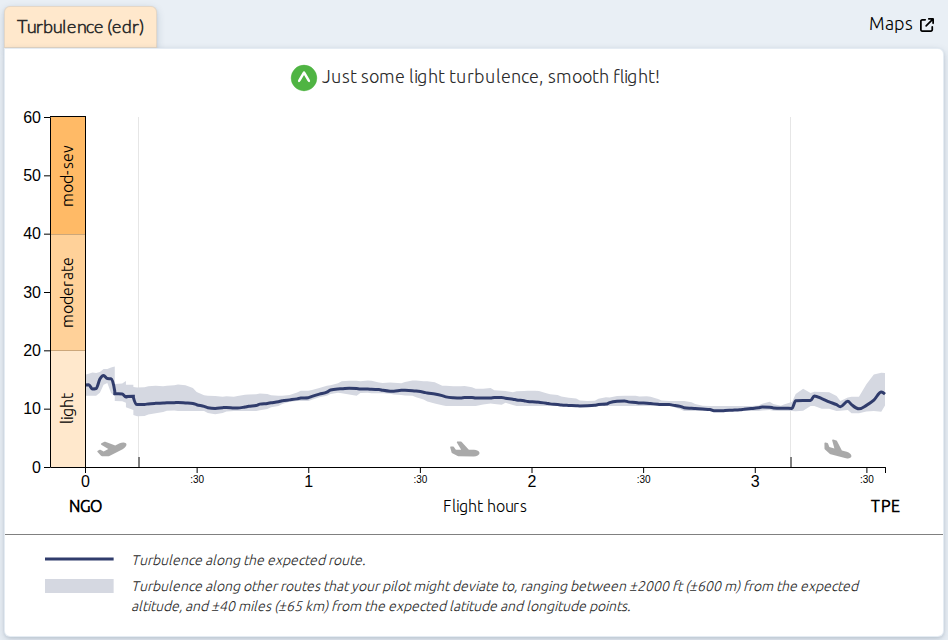 Turbulence (edr)
Maps
Just some light turbulence, smooth flight!
60
50
40
30
20
10
0
mod-sev
moderate
light
0 :30 1 :30 2 :30 3 :30
NGO Flight hours TPE
Turbulence along the expected route.
Turbulence along other routes that your pilot might deviate to, ranging between ±2000 ft (±600 m) from the expected
altitude, and ±40 miles (±65 km) from the expected latitude and longitude points.